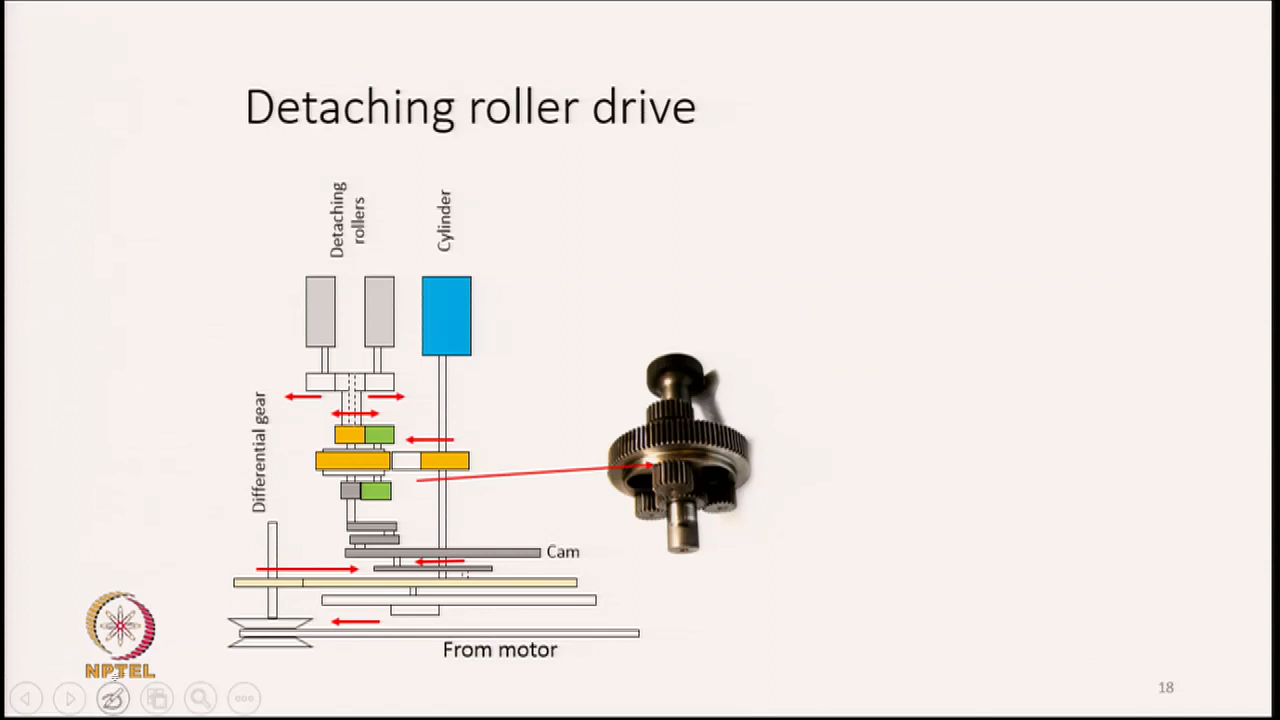 Detaching roller drive
Detaching
rollers
Cylinder
Differential gear
Cam
From motor
NPTEL
18